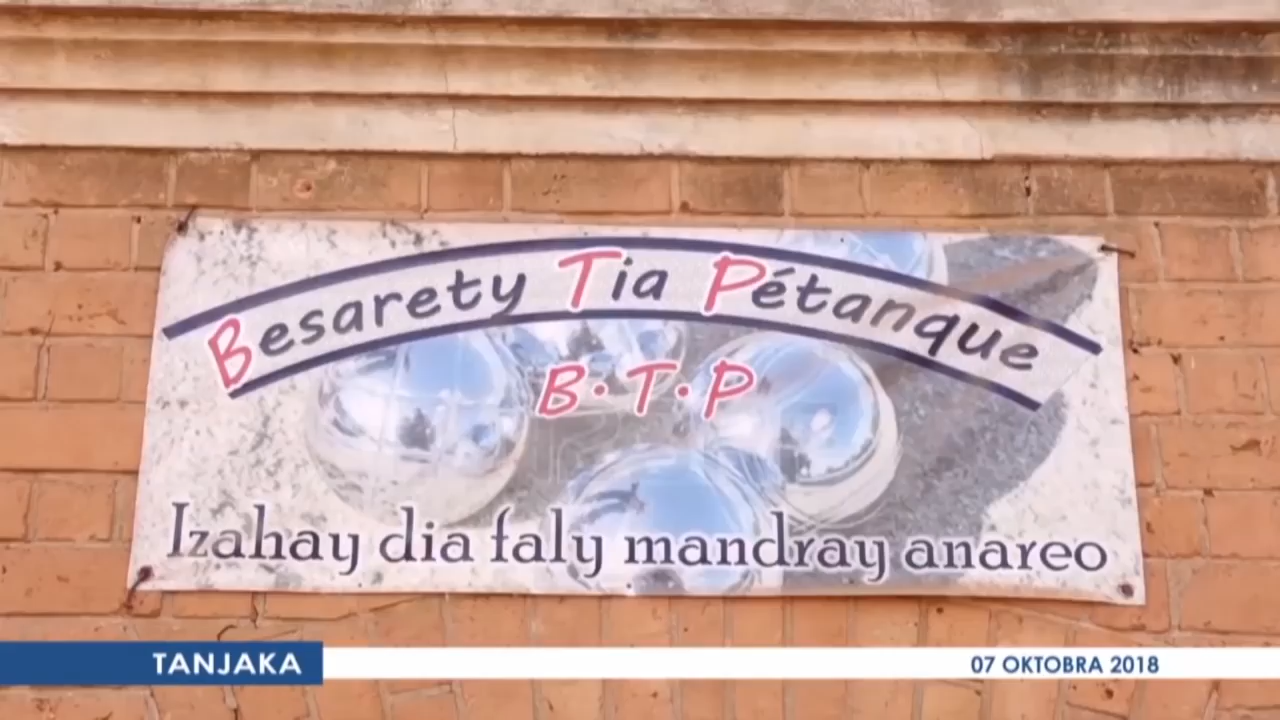 Besarety Tia Pétanque
B.T.P
Izahay dia faly mandray anareo
TANJAKA
07 OKTOBRA 2018